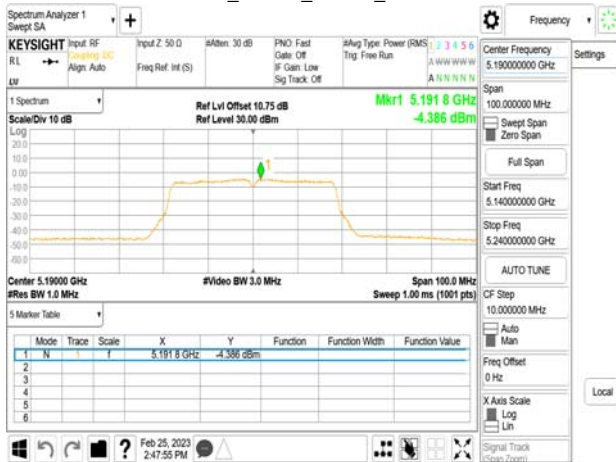 Spectrum Analyzer 1
Swept SA
+
Frequency
KEYSIGHT
RL
Input: RF
Coupling: DC
Align: Auto
Input Z: 50 Ω
Freq Ref: Int (S)
#Atten: 30 dB
PNO: Fast
Gate: Off
IF Gain: Low
Sig Track: Off
#Avg Type: Power (RMS
Trig: Free Run
1 2 3 4 5 6
A WWWWW
A N N N N N
Center Frequency
5.190000000 GHz
Settings
Span
100.000000 MHz
Swept Span
Zero Span
Full Span
Start Freq
5.140000000 GHz
Stop Freq
5.240000000 GHz
AUTO TUNE
CF Step
10.000000 MHz
Auto
Man
Freq Offset
0 Hz
X Axis Scale
Log
Lin
Local
Signal Track
(Span Zoom)
1 Spectrum
Scale/Div 10 dB
Ref Lvl Offset 10.75 dB
Ref Level 30.00 dBm
Mkr1 5.191 8 GHz
-4.386 dBm
Log
20.0
10.0
0.00
-10.0
-20.0
-30.0
-40.0
-50.0
-60.0
1
Center 5.19000 GHz
#Res BW 1.0 MHz
#Video BW 3.0 MHz
Span 100.0 MHz
Sweep 1.00 ms (1001 pts)
5 Marker Table
Mode Trace Scale X Y Function Function Width Function Value
1 N 1 f 5.191 8 GHz -4.386 dBm
2
3
4
5
6
?
Feb 25, 2023
2:47:55 PM